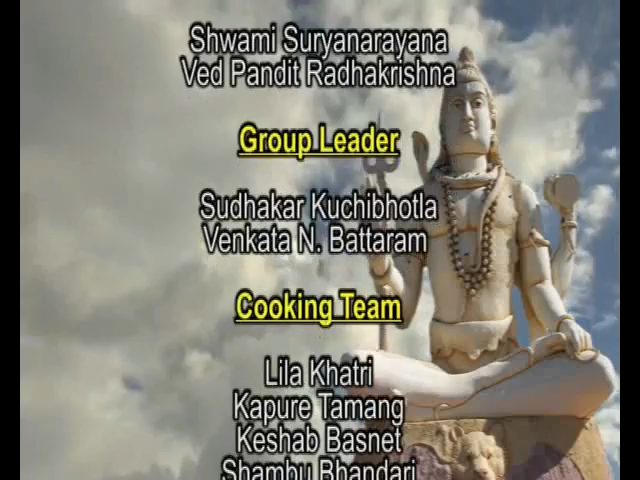 Shwami Suryanarayana
Ved Pandit Radhakrishna
Group Leader
Sudhakar Kuchibhotla
Venkata N. Battaram
Cooking Team
Lila Khatri
Kapure Tamang
Keshab Basnet
Shambu Bhandari